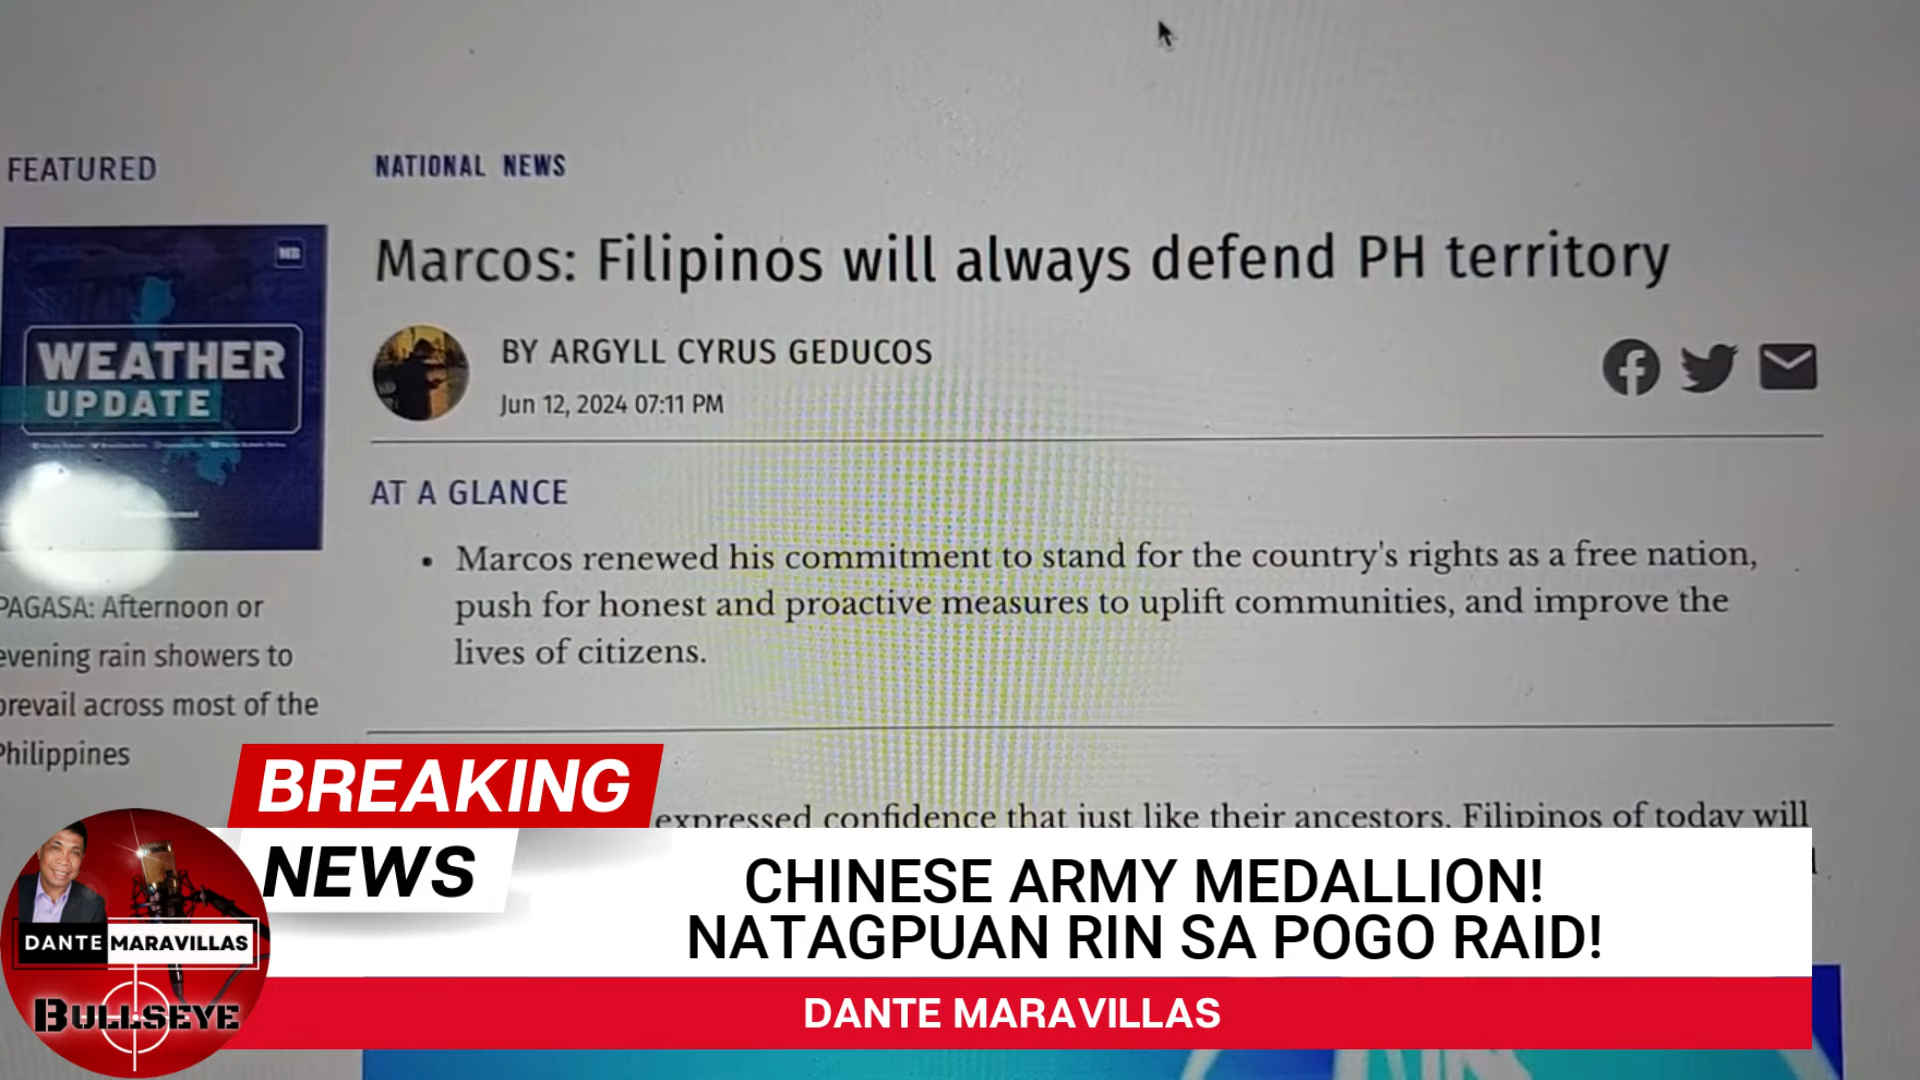 FEATURED
MB
WEATHER
UPDATE
PAGASA: Afternoon or
evening rain showers to
prevail across most of the
Philippines
NATIONAL NEWS
Marcos: Filipinos will always defend PH territory
BY ARGYLL CYRUS GEDUCOS
Jun 12, 2024 07:11 PM
AT A GLANCE
• Marcos renewed his commitment to stand for the country's rights as a free nation,
push for honest and proactive measures to uplift communities, and improve the
lives of citizens.
expressed confidence that just like their ancestors, Filipinos of today will
BREAKING
NEWS
CHINESE ARMY MEDALLION!
NATAGPUAN RIN SA POGO RAID!
DANTE MARAVILLAS
DANTE MARAVILLAS
BULLSEYE